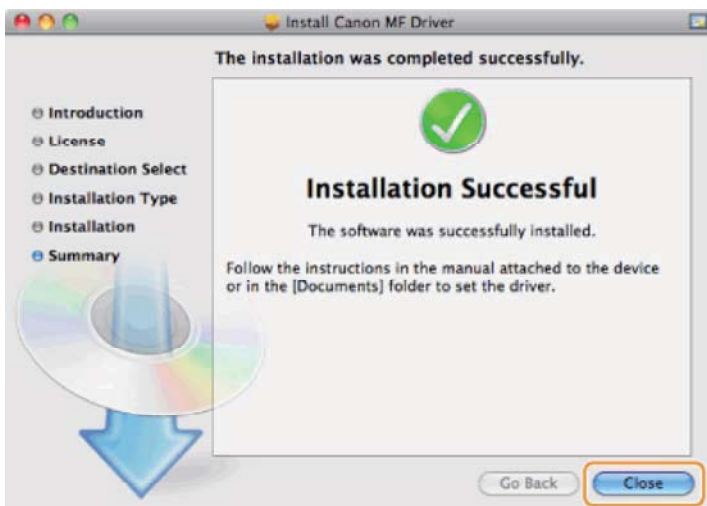 Install Canon MF Driver
The installation was completed successfully.
Introduction
License
Destination Select
Installation Type
Installation
Summary
Installation Successful
The software was successfully installed.
Follow the instructions in the manual attached to the device
or in the [Documents] folder to set the driver.
Go Back
Close